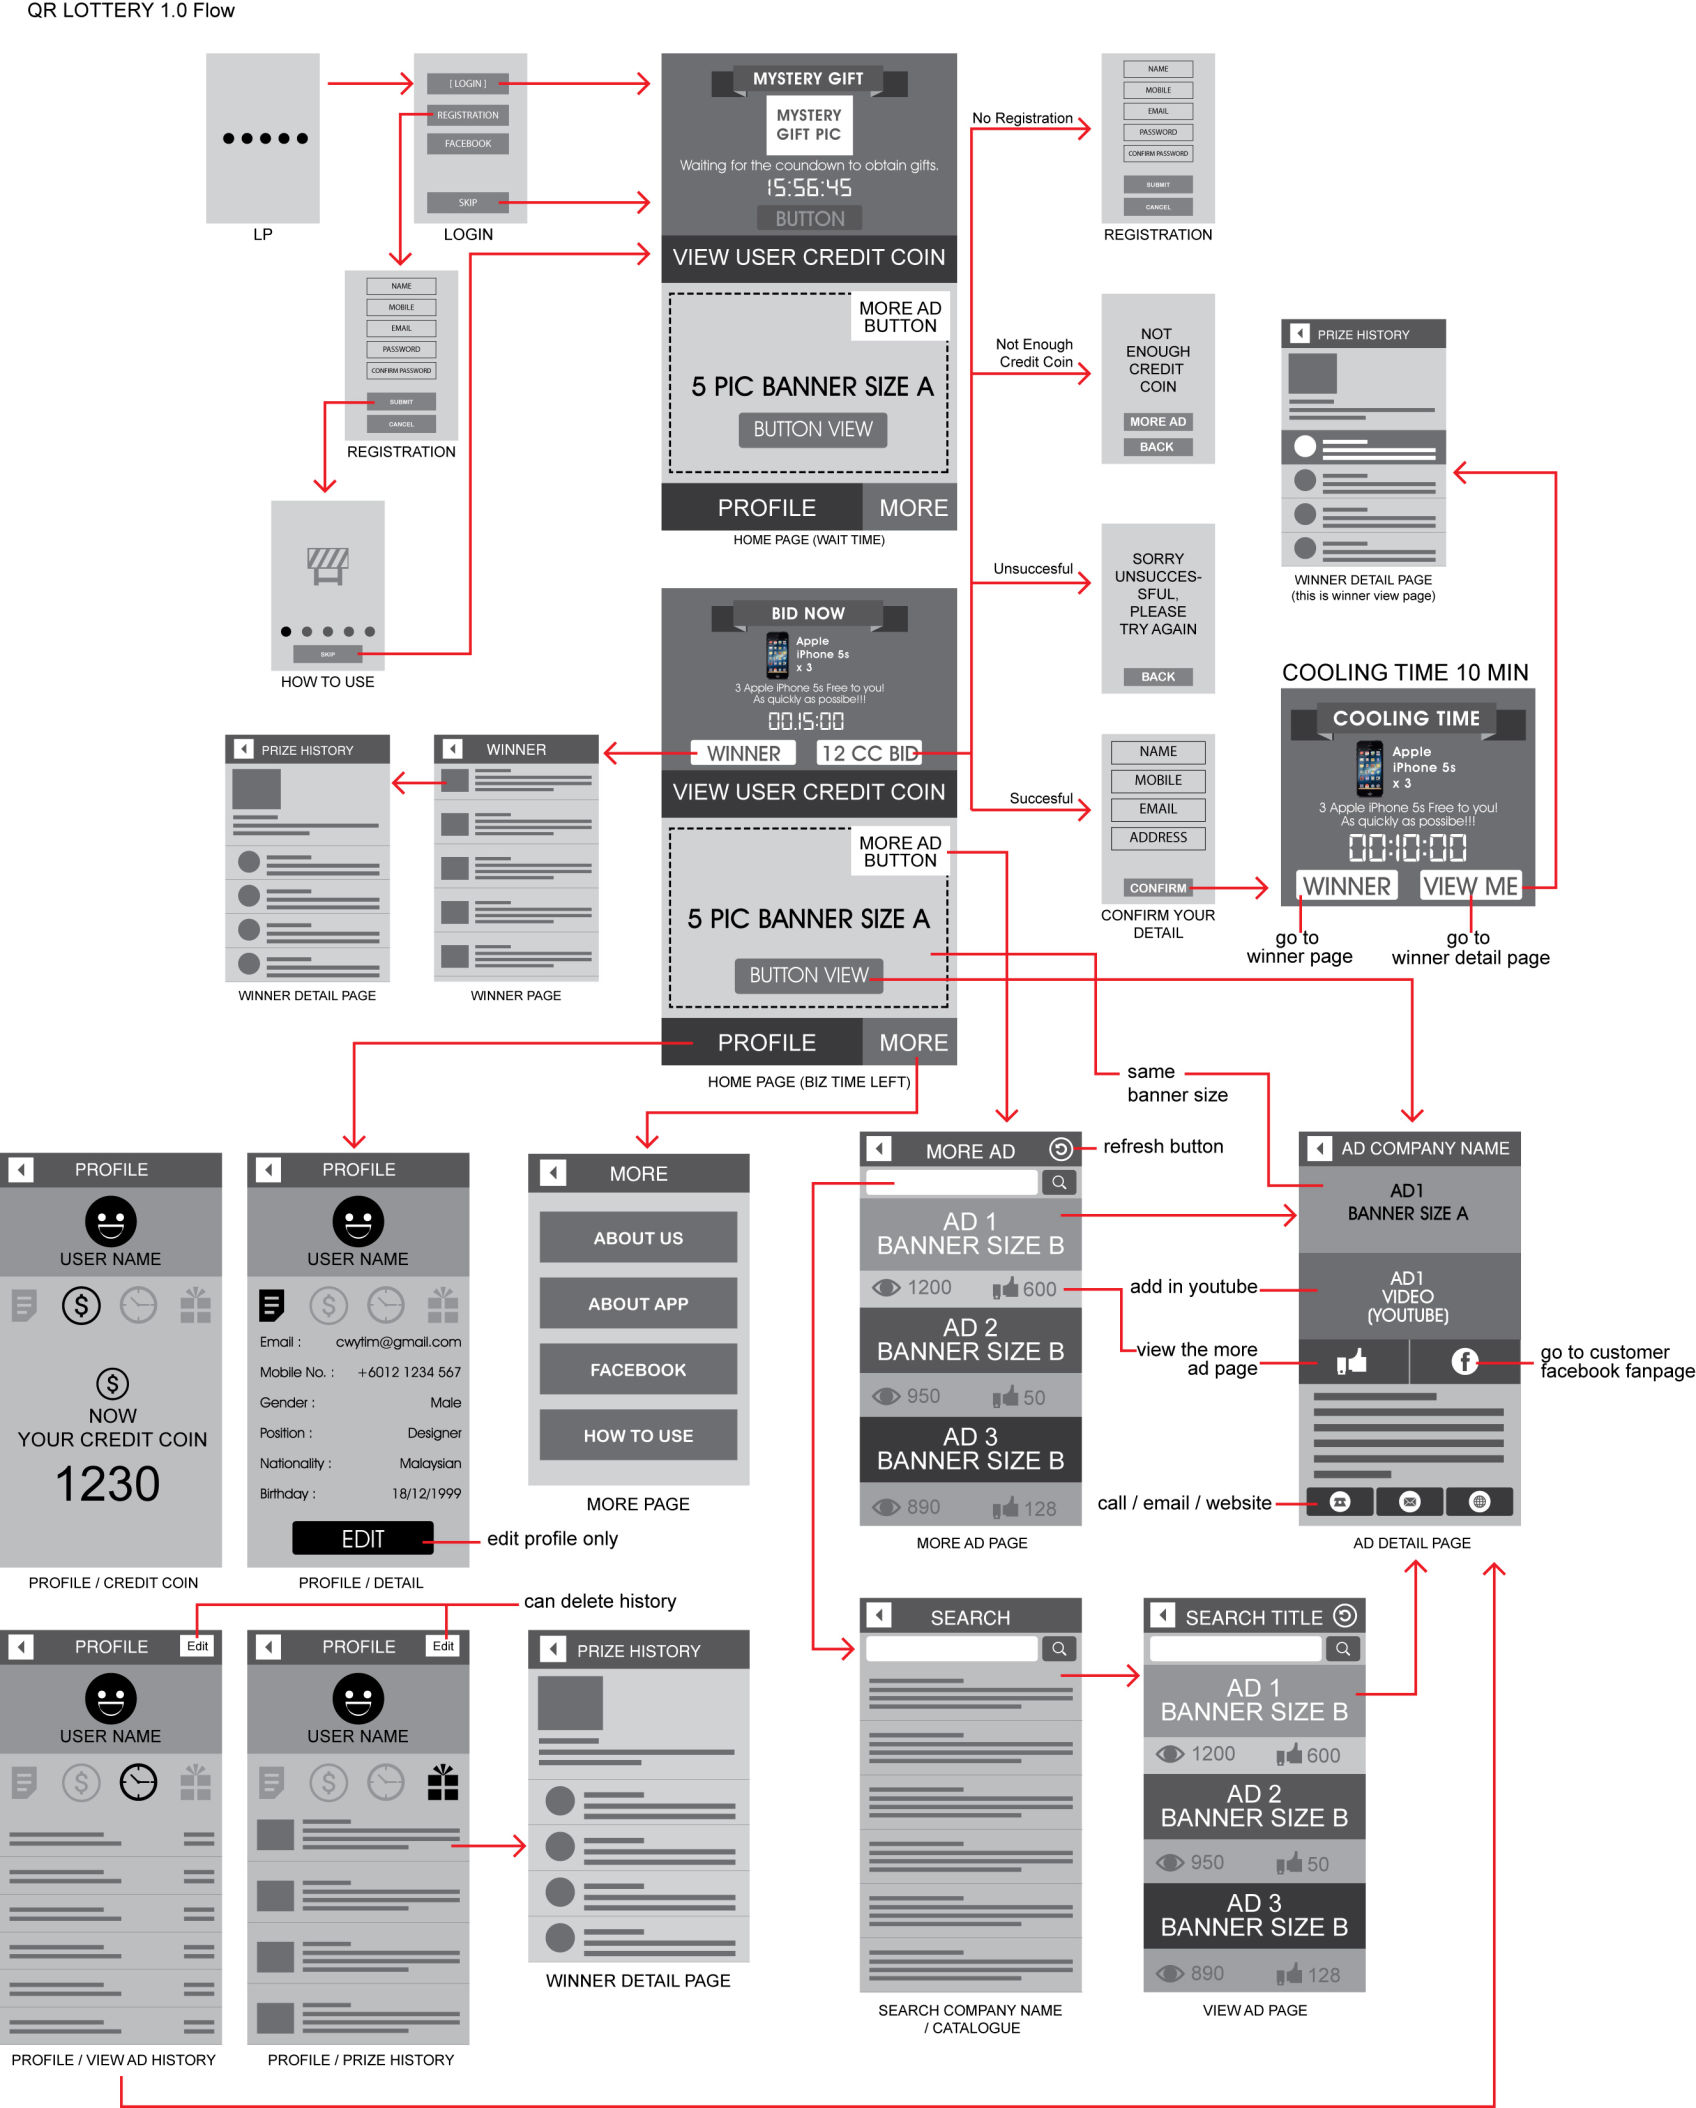 QR LOTTERY 1.0 Flow
[ LOGIN ]
REGISTRATION
FACEBOOK
SKIP
LP
LOGIN
MYSTERY GIFT
MYSTERY
GIFT PIC
Waiting for the coundown to obtain gifts.
15:56:45
BUTTON
VIEW USER CREDIT COIN
MORE AD
BUTTON
5 PIC BANNER SIZE A
BUTTON VIEW
PROFILE
MORE
HOME PAGE (WAIT TIME)
No Registration
NAME
MOBILE
EMAIL
PASSWORD
CONFIRM PASSWORD
SUBMIT
CANCEL
REGISTRATION
NAME
MOBILE
EMAIL
PASSWORD
CONFIRM PASSWORD
SUBMIT
CANCEL
REGISTRATION
SKIP
HOW TO USE
Not Enough
Credit Coin
NOT
ENOUGH
CREDIT
COIN
MORE AD
BACK
PRIZE HISTORY
WINNER DETAIL PAGE
(this is winner view page)
Unsuccesful
SORRY
UNSUCCES-
SFUL,
PLEASE
TRY AGAIN
BACK
BID NOW
Apple
iPhone 5s
x 3
3 Apple iPhone 5s Free to you!
As quickly as possibe!!!
00:15:00
WINNER
12 CC BID
VIEW USER CREDIT COIN
MORE AD
BUTTON
5 PIC BANNER SIZE A
BUTTON VIEW
PROFILE
MORE
HOME PAGE (BIZ TIME LEFT)
PRIZE HISTORY
WINNER DETAIL PAGE
WINNER
WINNER PAGE
Succesful
NAME
MOBILE
EMAIL
ADDRESS
CONFIRM
CONFIRM YOUR
DETAIL
COOLING TIME 10 MIN
COOLING TIME
Apple
iPhone 5s
x 3
3 Apple iPhone 5s Free to you!
As quickly as possibe!!!
00:10:00
WINNER
VIEW ME
go to
winner page
go to
winner detail page
same
banner size
PROFILE
USER NAME
NOW
YOUR CREDIT COIN
1230
PROFILE / CREDIT COIN
PROFILE
USER NAME
Email : cwytim@gmail.com
Mobile No. : +6012 1234 567
Gender : Male
Position : Designer
Nationality : Malaysian
Birthday : 18/12/1999
EDIT
edit profile only
PROFILE / DETAIL
MORE
ABOUT US
ABOUT APP
FACEBOOK
HOW TO USE
MORE PAGE
MORE AD
refresh button
AD 1
BANNER SIZE B
1200 600
AD 2
BANNER SIZE B
950 50
AD 3
BANNER SIZE B
890 128
MORE AD PAGE
add in youtube
view the more
ad page
call / email / website
AD COMPANY NAME
AD1
BANNER SIZE A
AD1
VIDEO
(YOUTUBE)
go to customer
facebook fanpage
AD DETAIL PAGE
can delete history
PROFILE
Edit
USER NAME
PROFILE / VIEW AD HISTORY
PROFILE
Edit
USER NAME
PROFILE / PRIZE HISTORY
PRIZE HISTORY
WINNER DETAIL PAGE
SEARCH
SEARCH COMPANY NAME
/ CATALOGUE
SEARCH TITLE
AD 1
BANNER SIZE B
1200 600
AD 2
BANNER SIZE B
950 50
AD 3
BANNER SIZE B
890 128
VIEW AD PAGE